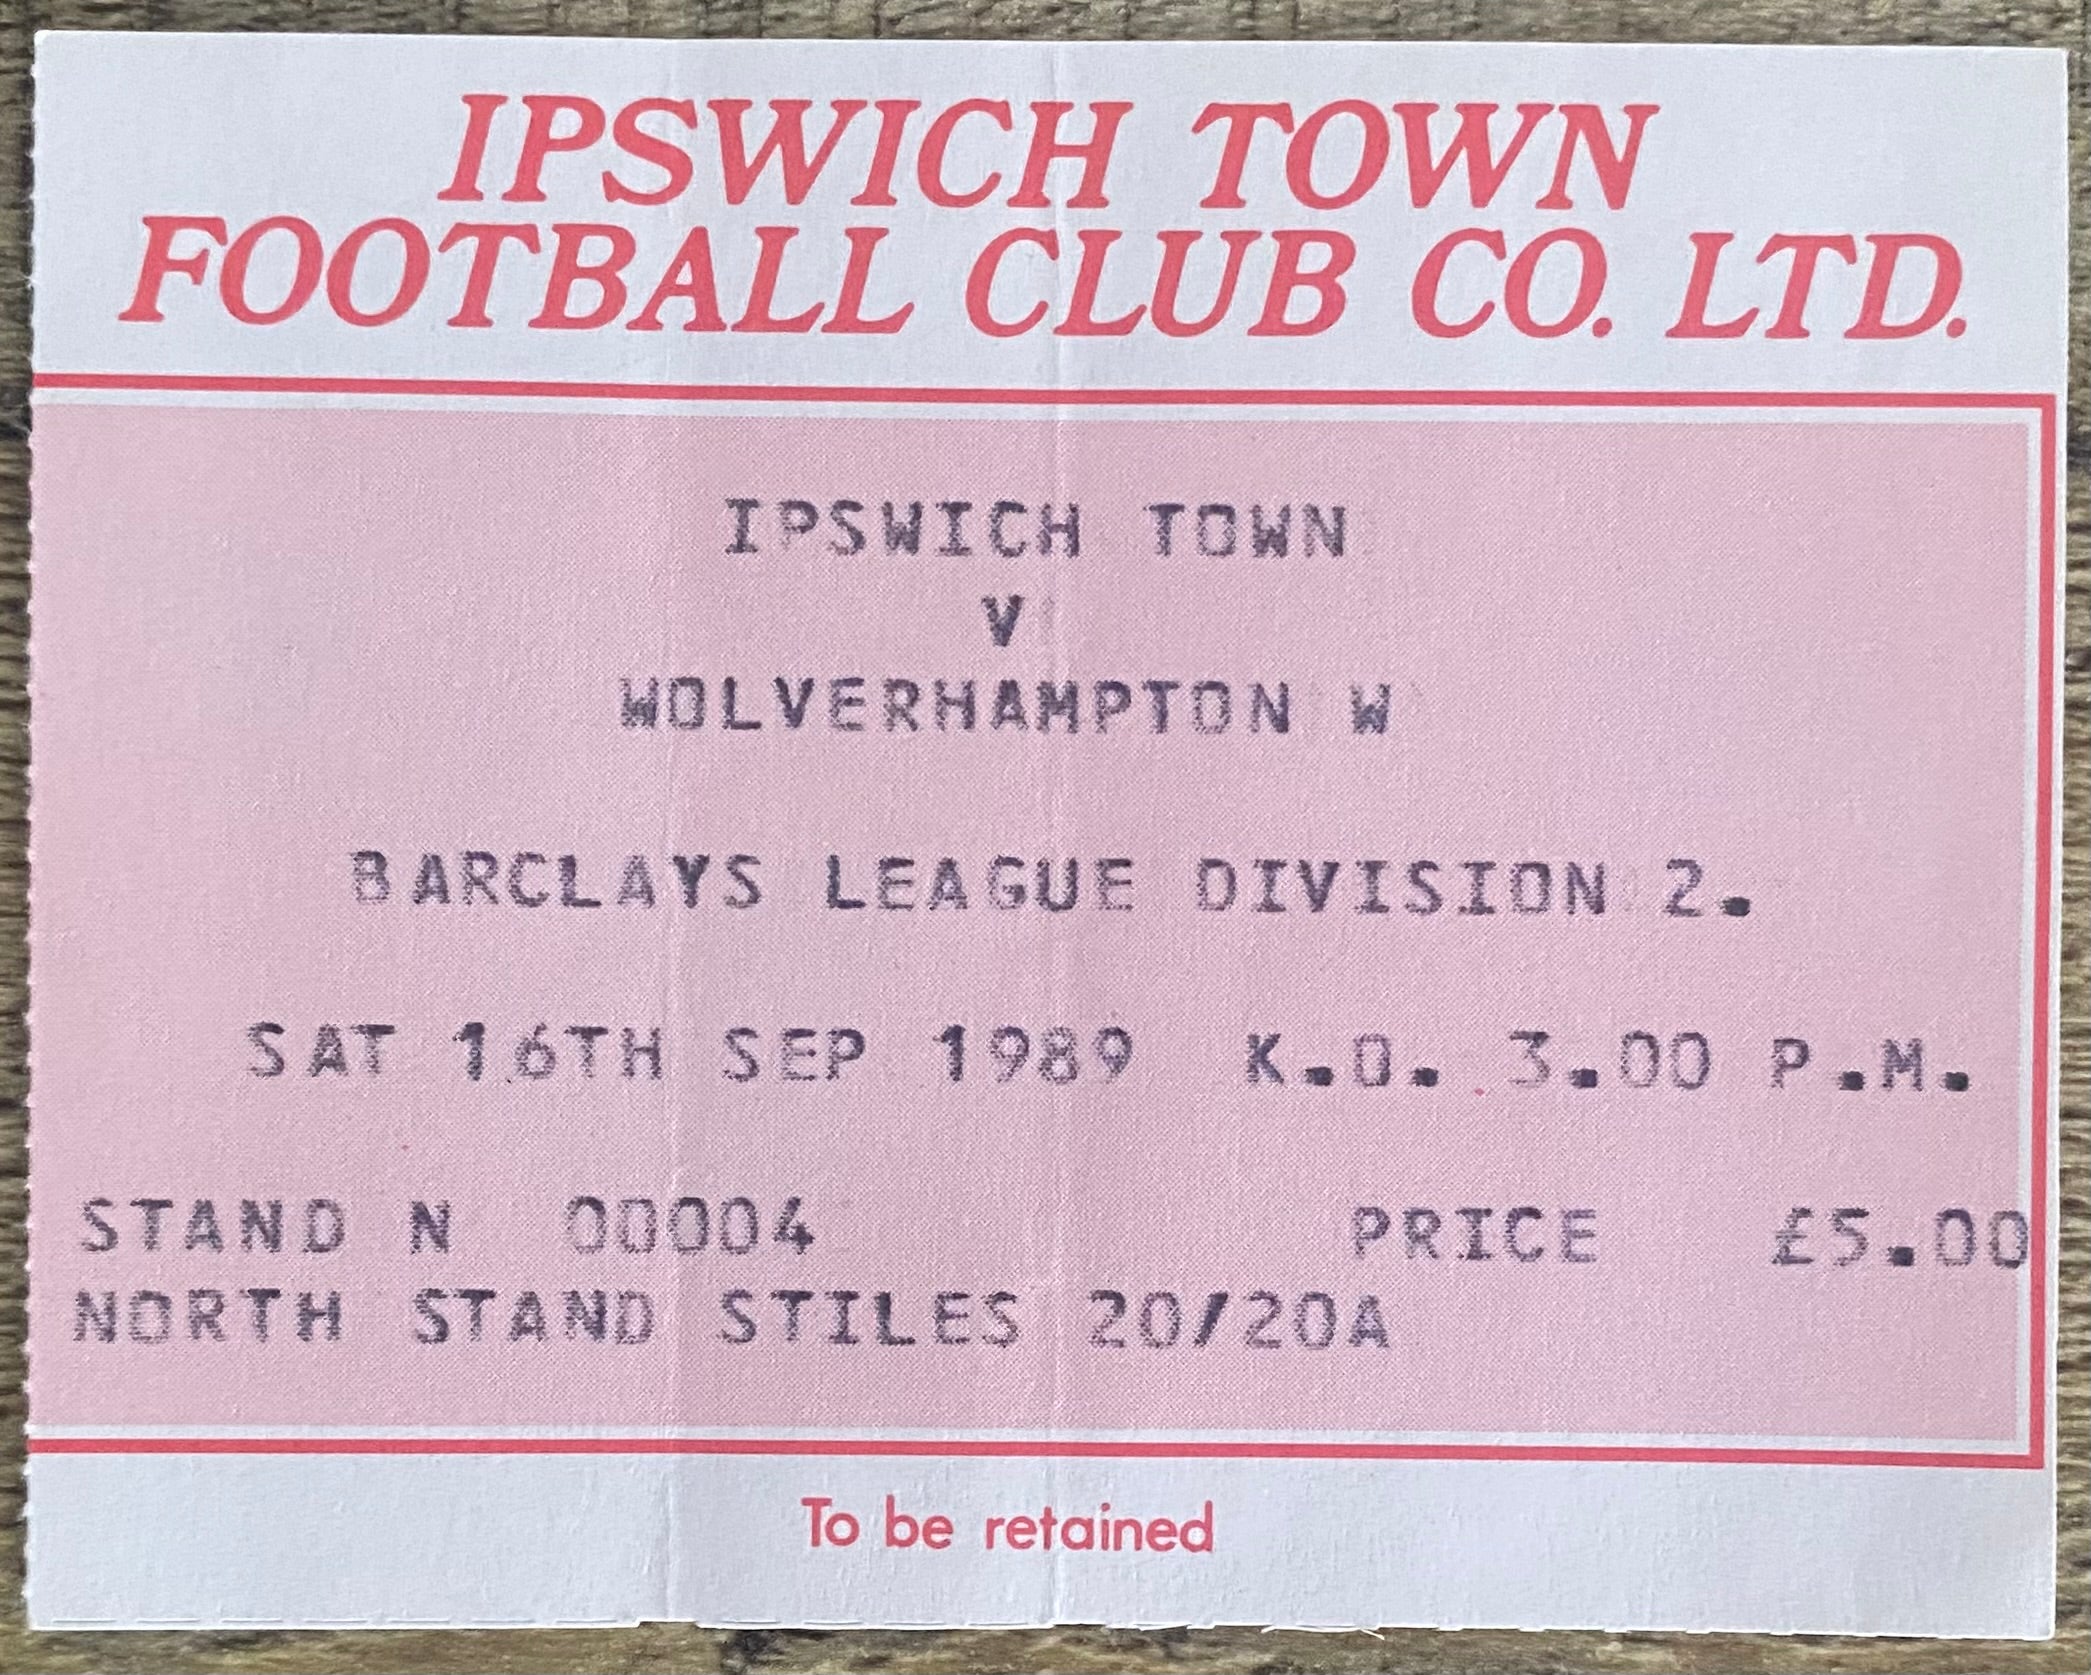 IPSWICH TOWN
FOOTBALL CLUB CO. LTD.
IPSWICH TOWN
V
WOLVERHAMPTON W
BARCLAYS LEAGUE DIVISION 2.
SAT 16TH SEP 1989 K.O. 3.00 P.M.
STAND N 00004 PRICE £5.00
NORTH STAND STILES 20/20A
To be retained